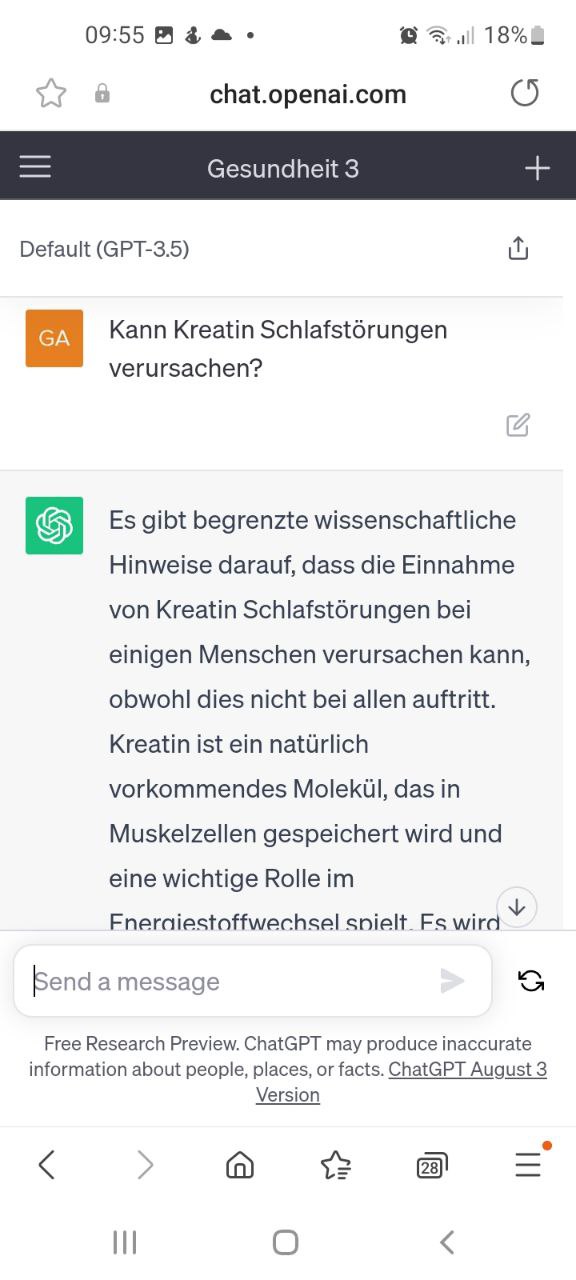 09:55
18%
chat.openai.com
Gesundheit 3
Default (GPT-3.5)
GA
Kann Kreatin Schlafstörungen
verursachen?
Es gibt begrenzte wissenschaftliche
Hinweise darauf, dass die Einnahme
von Kreatin Schlafstörungen bei
einigen Menschen verursachen kann,
obwohl dies nicht bei allen auftritt.
Kreatin ist ein natürlich
vorkommendes Molekül, das in
Muskelzellen gespeichert wird und
eine wichtige Rolle im
Energiestoffwechsel spielt. Es wird
Send a message
Free Research Preview. ChatGPT may produce inaccurate
information about people, places, or facts. ChatGPT August 3
Version
28